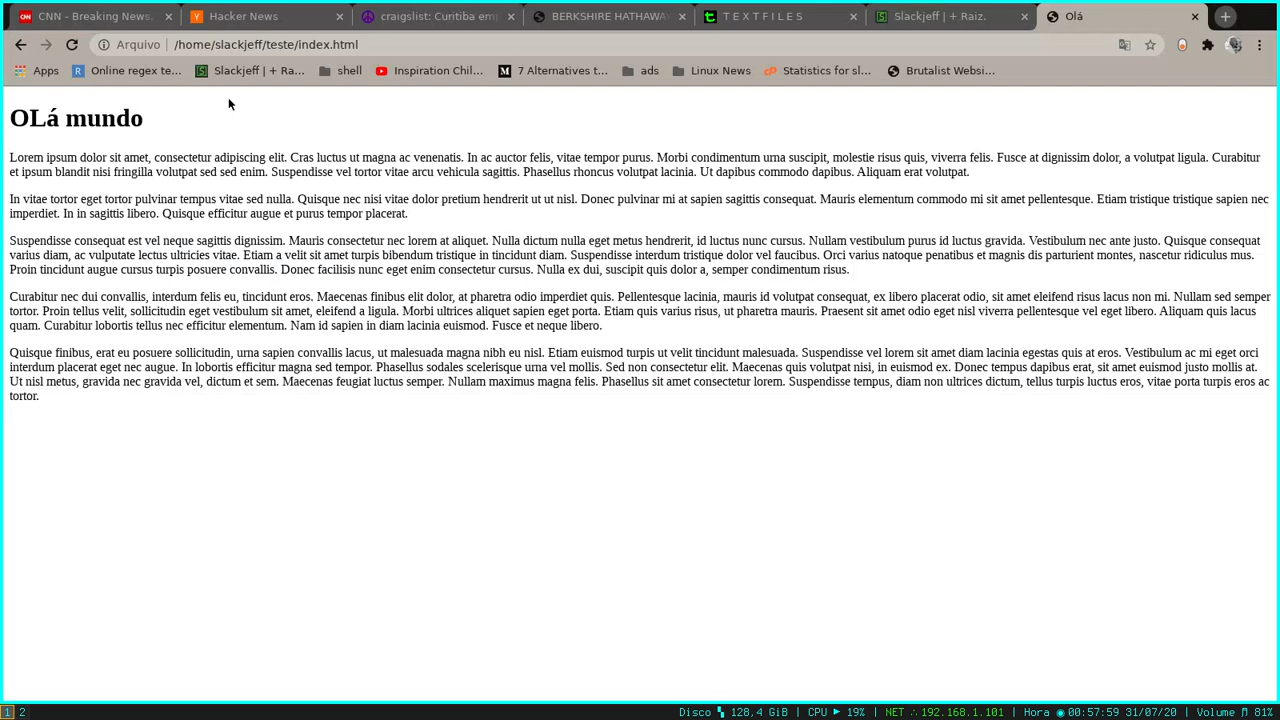 CNN - Breaking News,
Hacker News
craigslist: Curitiba em
BERKSHIRE HATHAWA
T E X T F I L E S
Slackjeff | + Raiz.
Olá
Arquivo | /home/slackjeff/teste/index.html
Apps
Online regex te...
Slackjeff | + Ra...
shell
Inspiration Chil...
7 Alternatives t...
ads
Linux News
Statistics for sl...
Brutalist Websi...
OLá mundo
Lorem ipsum dolor sit amet, consectetur adipiscing elit. Cras luctus ut magna ac venenatis. In ac auctor felis, vitae tempor purus. Morbi condimentum urna suscipit, molestie risus quis, viverra felis. Fusce at dignissim dolor, a volutpat ligula. Curabitur
et ipsum blandit nisi fringilla volutpat sed sed enim. Suspendisse vel tortor vitae arcu vehicula sagittis. Phasellus rhoncus volutpat lacinia. Ut dapibus commodo dapibus. Aliquam erat volutpat.
In vitae tortor eget tortor pulvinar tempus vitae sed nulla. Quisque nec nisi vitae dolor pretium hendrerit ut ut nisl. Donec pulvinar mi at sapien sagittis consequat. Mauris elementum commodo mi sit amet pellentesque. Etiam tristique tristique sapien nec
imperdiet. In in sagittis libero. Quisque efficitur augue et purus tempor placerat.
Suspendisse consequat est vel neque sagittis dignissim. Mauris consectetur nec lorem at aliquet. Nulla dictum nulla eget metus hendrerit, id luctus nunc cursus. Nullam vestibulum purus id luctus gravida. Vestibulum nec ante justo. Quisque consequat
varius diam, ac vulputate lectus ultricies vitae. Etiam a velit sit amet turpis bibendum tristique in tincidunt diam. Suspendisse interdum tristique dolor vel faucibus. Orci varius natoque penatibus et magnis dis parturient montes, nascetur ridiculus mus.
Proin tincidunt augue cursus turpis posuere convallis. Donec facilisis nunc eget enim consectetur cursus. Nulla ex dui, suscipit quis dolor a, semper condimentum risus.
Curabitur nec dui convallis, interdum felis eu, tincidunt eros. Maecenas finibus elit dolor, at pharetra odio imperdiet quis. Pellentesque lacinia, mauris id volutpat consequat, ex libero placerat odio, sit amet eleifend risus lacus non mi. Nullam sed semper
tortor. Proin tellus velit, sollicitudin eget vestibulum sit amet, eleifend a ligula. Morbi ultrices aliquet sapien eget porta. Etiam quis varius risus, ut pharetra mauris. Praesent sit amet odio eget nisl viverra pellentesque vel eget libero. Aliquam quis lacus
quam. Curabitur lobortis tellus nec efficitur elementum. Nam id sapien in diam lacinia euismod. Fusce et neque libero.
Quisque finibus, erat eu posuere sollicitudin, urna sapien convallis lacus, ut malesuada magna nibh eu nisl. Etiam euismod turpis ut velit tincidunt malesuada. Suspendisse vel lorem sit amet diam lacinia egestas quis at eros. Vestibulum ac mi eget orci
interdum placerat eget nec augue. In lobortis efficitur magna sed tempor. Phasellus sodales scelerisque urna vel mollis. Sed non consectetur elit. Maecenas quis volutpat nisi, in euismod ex. Donec tempus dapibus erat, sit amet euismod justo mollis at.
Ut nisl metus, gravida nec gravida vel, dictum et sem. Maecenas feugiat luctus semper. Nullam maximus magna felis. Phasellus sit amet consectetur lorem. Suspendisse tempus, diam non ultrices dictum, tellus turpis luctus eros, vitae porta turpis eros ac
tortor.
1 2 Disco 128,4 GiB | CPU 19% | NET 192.168.1.101 | Hora 00:57:59 31/07/20 | Volume 81%